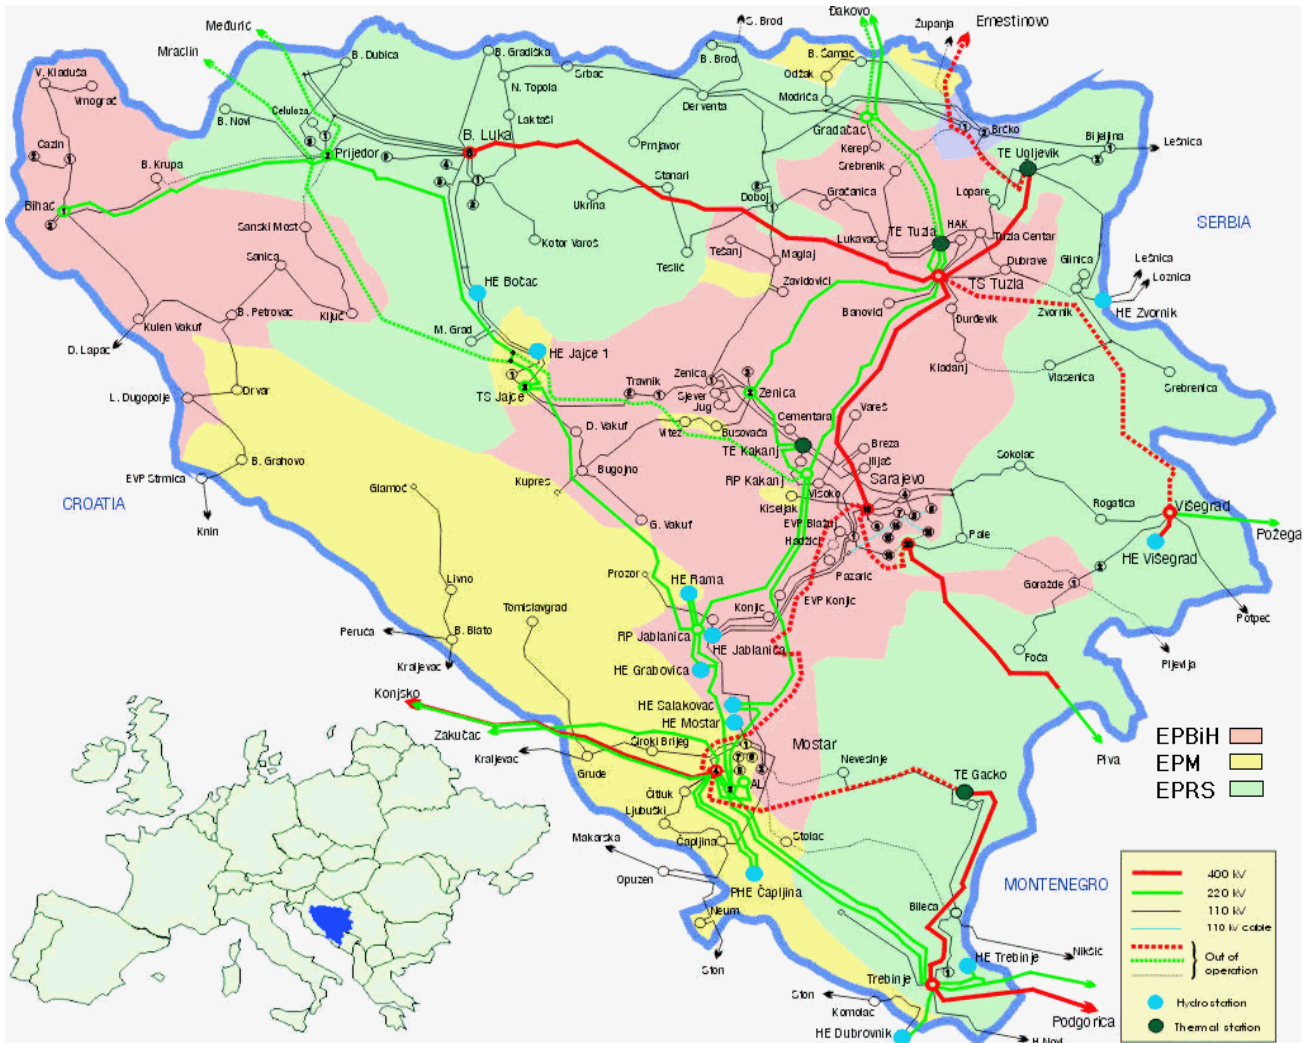 Đakovo
S. Brod
Županja
Ernestinovo
Međurić
Mraclin
B. Dubica
B. Gradiška
B. Brod
B. Šamac
Odžak
V. Kladuša
Vrnograč
Srbac
N. Topola
Derventa
Modriča
Celuloza
B. Novi
Laktaši
Gradačac
Brčko
Bijeljina
Lešnica
Cazin
B. Luka
Prijedor
Prnjavor
Kerep
TE Ugljevik
B. Krupa
Srebrenik
Stanari
Doboj
Gračanica
Lopare
Bihać
Ukrina
SERBIA
Sanski Most
Kotor Varoš
Lukavac
TE Tuzla
HAK
Tuzla Centar
Tešanj
Maglaj
Teslić
Sanica
Dubrave
Glinica
Lešnica
Loznica
HE Bočac
Zavidovići
TS Tuzla
Banovići
Đurđevik
Zvornik
HE Zvornik
B. Petrovac
Ključ
Kulen Vakuf
M. Grad
D. Lapac
HE Jajce 1
Kladanj
Vlasenica
Srebrenica
Zenica
Travnik
Zenica
Sjever
Jug
Drvar
L. Dugopolje
TS Jajce
Cementara
Vareš
D. Vakuf
Vitez
Busovača
TE Kakanj
Breza
Ilijaš
B. Grahovo
EVP Strmica
Bugojno
Kupres
Glamoč
RP Kakanj
Sarajevo
Sokolac
CROATIA
Knin
Visoko
Kiseljak
Rogatica
Višegrad
G. Vakuf
EVP Blažuj
Hadžići
Pale
Požega
HE Višegrad
Pazarić
Goražde
Prozor
HE Rama
Livno
Tomislavgrad
Konjic
EVP Konjic
Potpeć
Peruča
B. Blato
RP Jablanica
HE Jablanica
Foča
Pljevlja
Kraljevac
HE Grabovica
Konjsko
HE Salakovac
HE Mostar
Zakučac
Široki Brijeg
Mostar
EPBiH
EPM
EPRS
Kraljevac
Grude
Nevesinje
Piva
TE Gacko
AL
Čitluk
Ljubuški
Makarska
Čapljina
Stolac
Opuzen
PHE Čapljina
MONTENEGRO
400 kV
220 kV
110 kV
110 kV cable
Out of
operation
Hydrostation
Thermal station
Bileća
Neum
Nikšić
Ston
HE Trebinje
Trebinje
Ston
Komolac
Podgorica
HE Dubrovnik
H. Novi